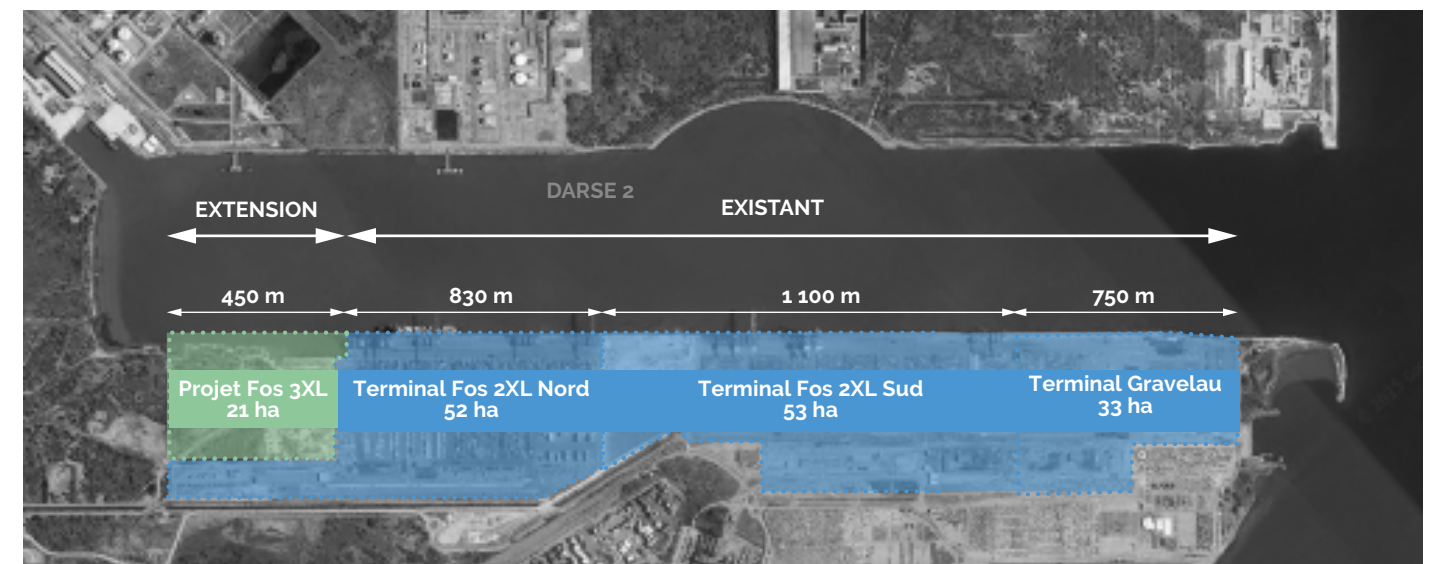 DARSE 2
EXTENSION
EXISTANT
450 m
830 m
1 100 m
750 m
Projet Fos 3XL
21 ha
Terminal Fos 2XL Nord
52 ha
Terminal Fos 2XL Sud
53 ha
Terminal Gravelau
33 ha